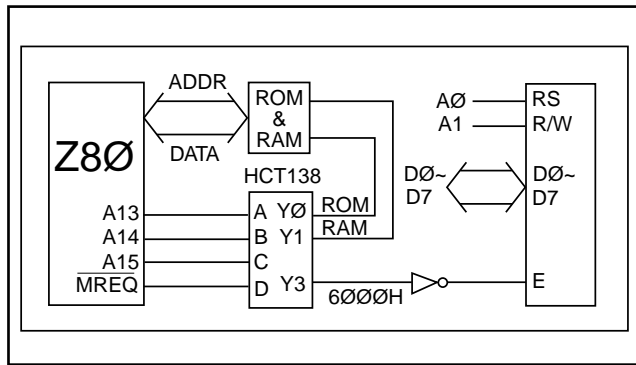 Z8Ø
ADDR
DATA
A13
A14
A15
MREQ
ROM
&
RAM
HCT138
A YØ
B Y1
C
D Y3
ROM
RAM
6ØØØH
AØ
A1
DØ~
D7
RS
R/W
DØ~
D7
E